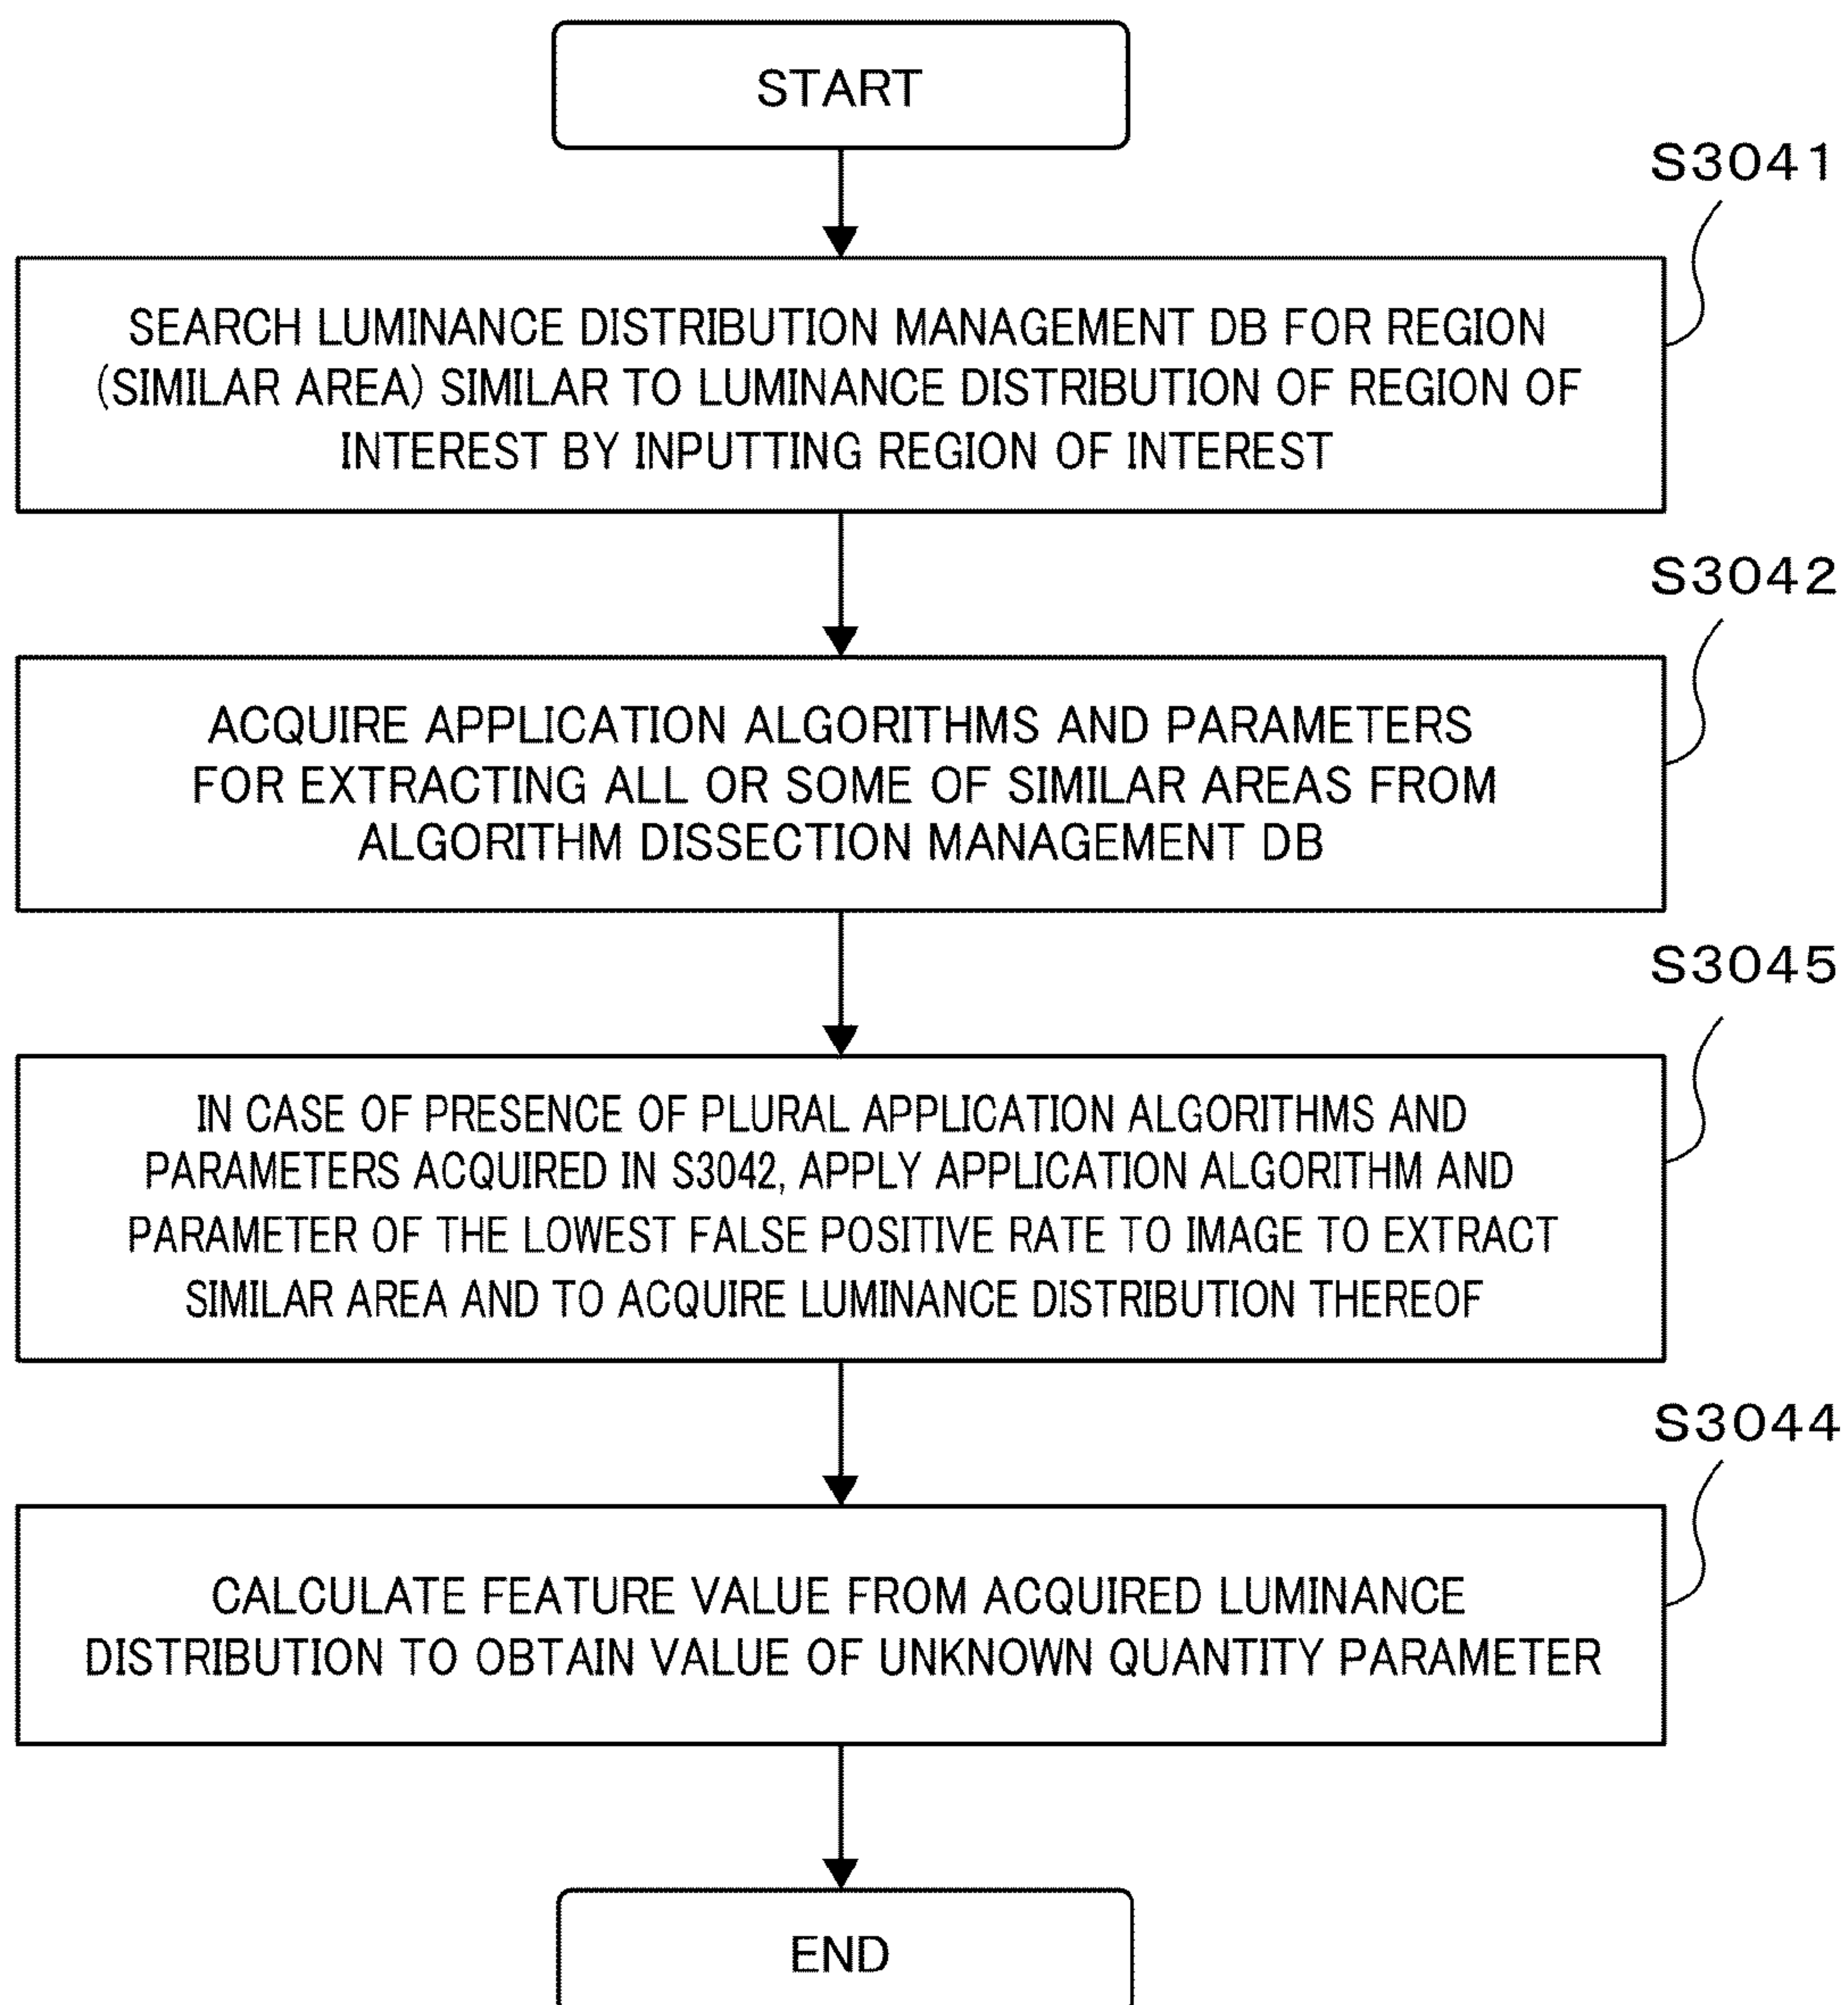 START
S3041
SEARCH LUMINANCE DISTRIBUTION MANAGEMENT DB FOR REGION
(SIMILAR AREA) SIMILAR TO LUMINANCE DISTRIBUTION OF REGION OF
INTEREST BY INPUTTING REGION OF INTEREST
S3042
ACQUIRE APPLICATION ALGORITHMS AND PARAMETERS
FOR EXTRACTING ALL OR SOME OF SIMILAR AREAS FROM
ALGORITHM DISSECTION MANAGEMENT DB
S3045
IN CASE OF PRESENCE OF PLURAL APPLICATION ALGORITHMS AND
PARAMETERS ACQUIRED IN S3042, APPLY APPLICATION ALGORITHM AND
PARAMETER OF THE LOWEST FALSE POSITIVE RATE TO IMAGE TO EXTRACT
SIMILAR AREA AND TO ACQUIRE LUMINANCE DISTRIBUTION THEREOF
S3044
CALCULATE FEATURE VALUE FROM ACQUIRED LUMINANCE
DISTRIBUTION TO OBTAIN VALUE OF UNKNOWN QUANTITY PARAMETER
END